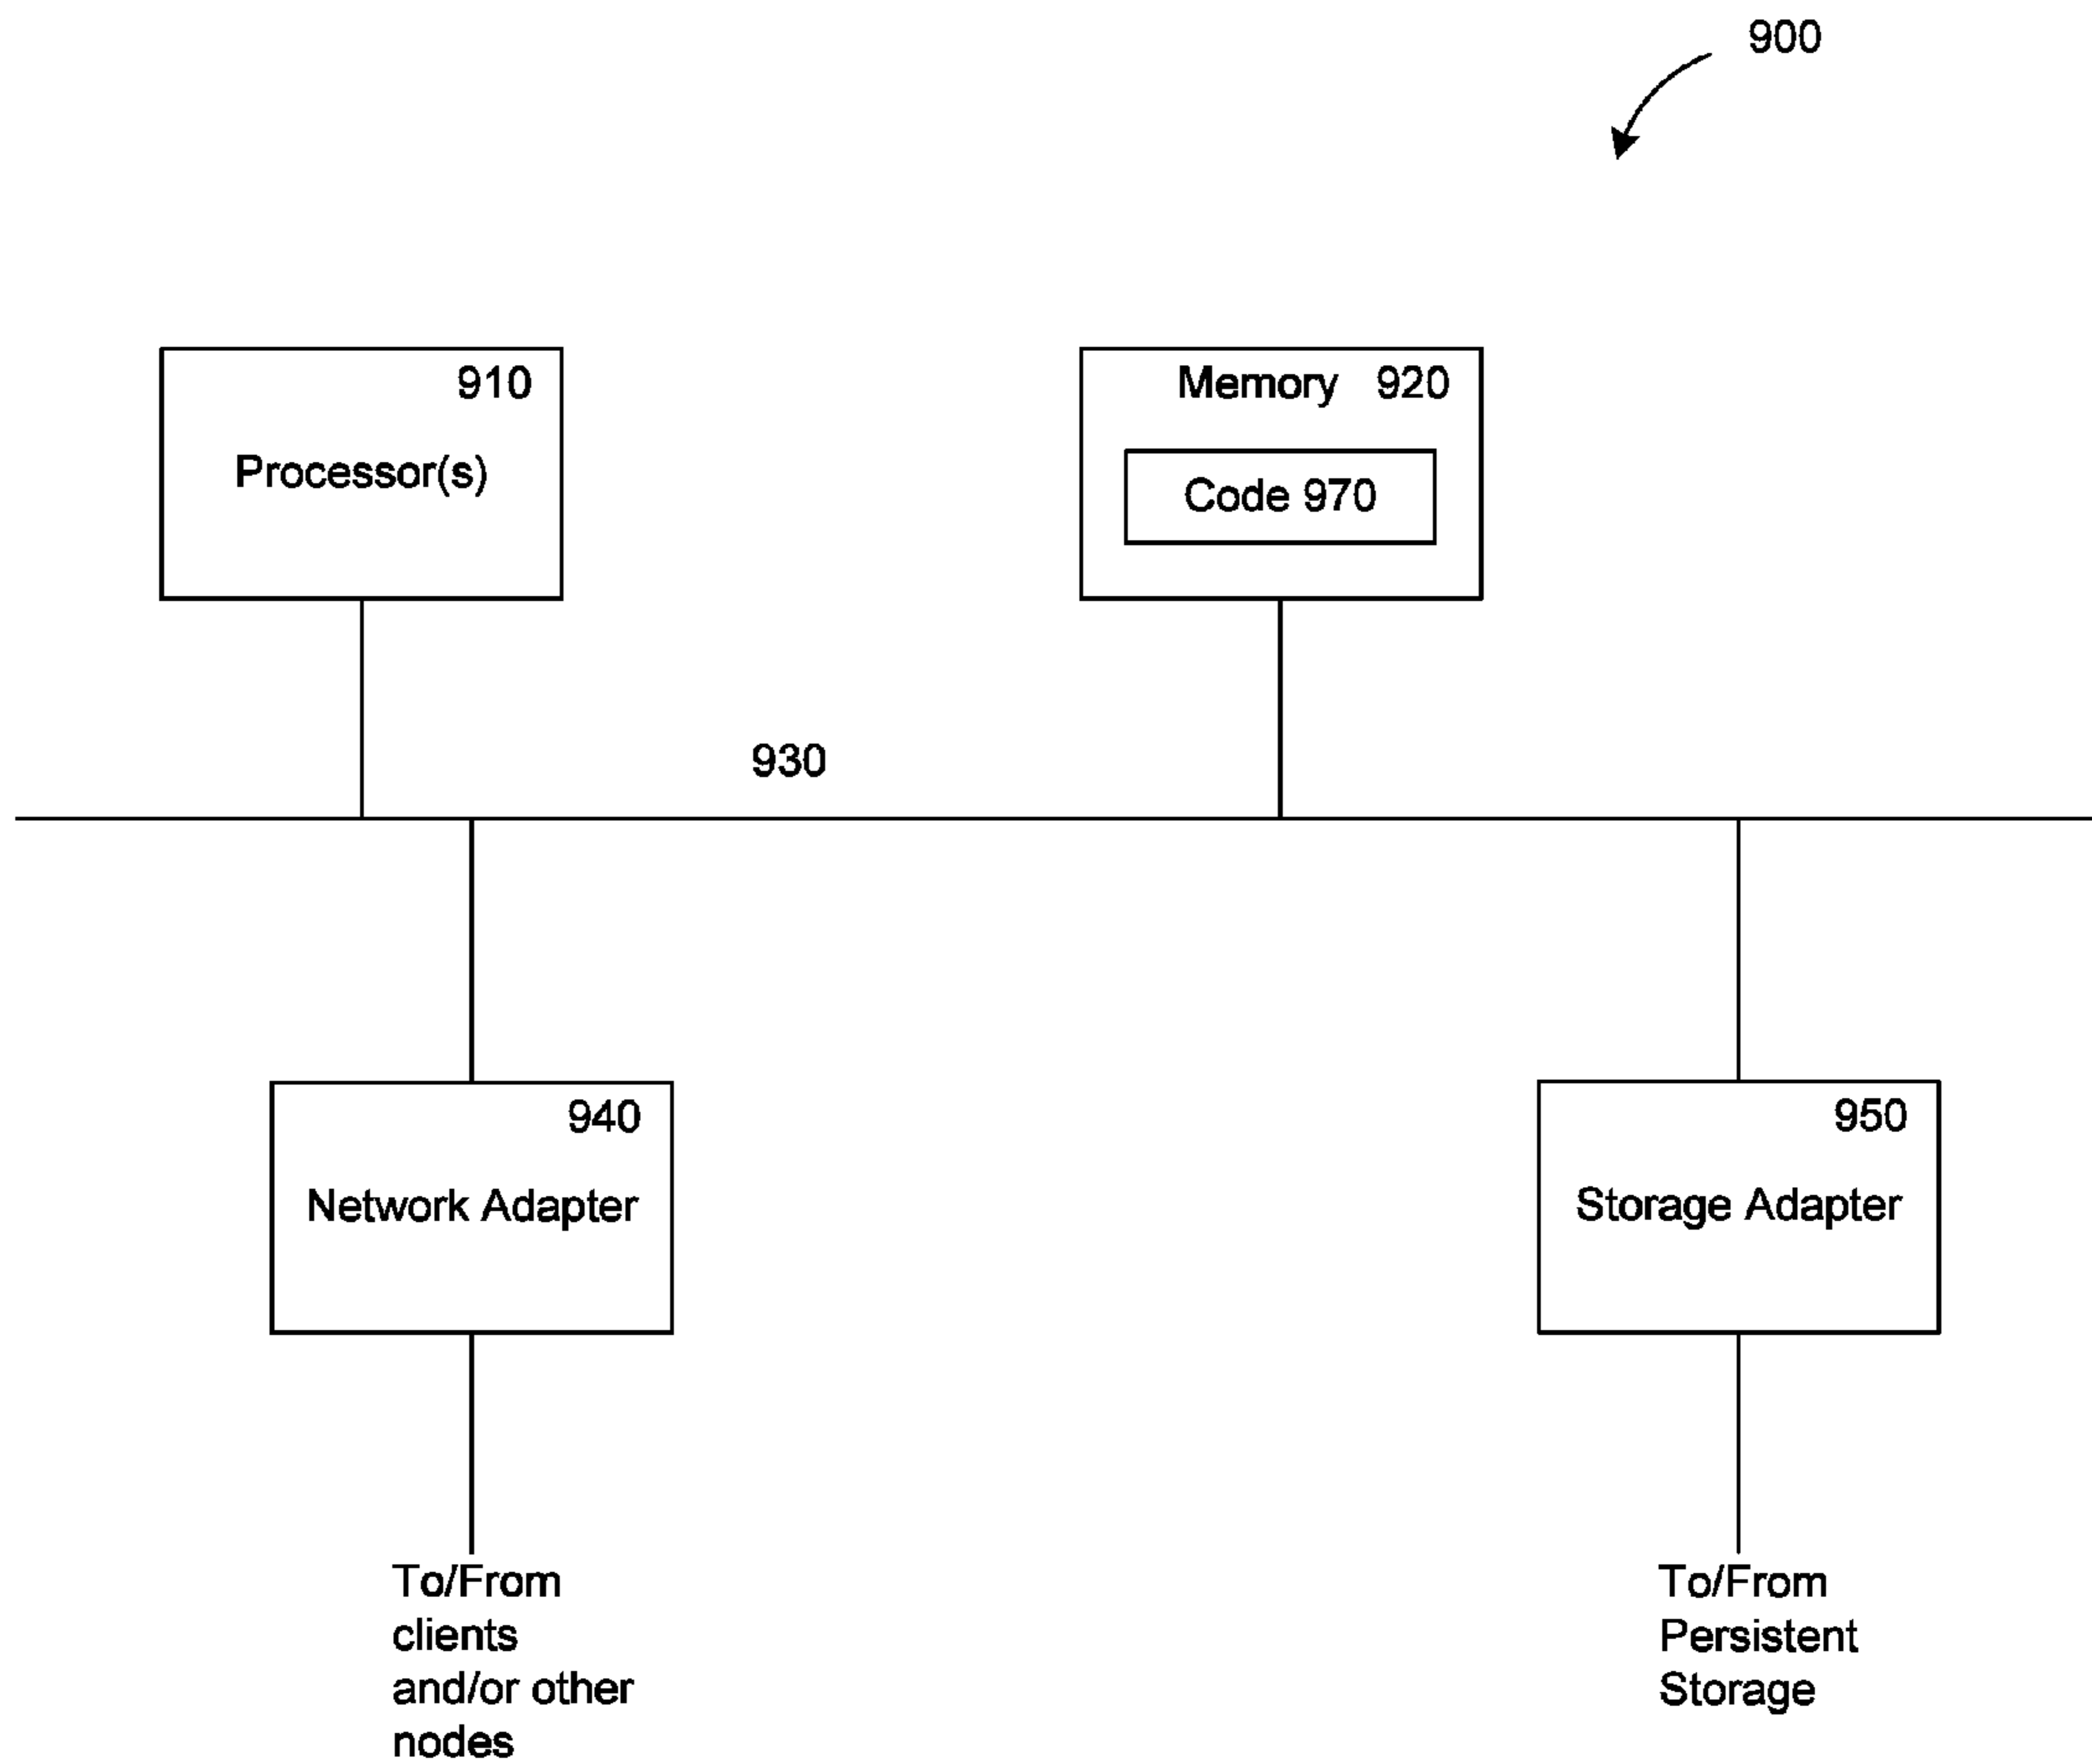 900
910
Processor(s)
Memory 920
Code 970
930
940
Network Adapter
950
Storage Adapter
To/From
clients
and/or other
nodes
To/From
Persistent
Storage